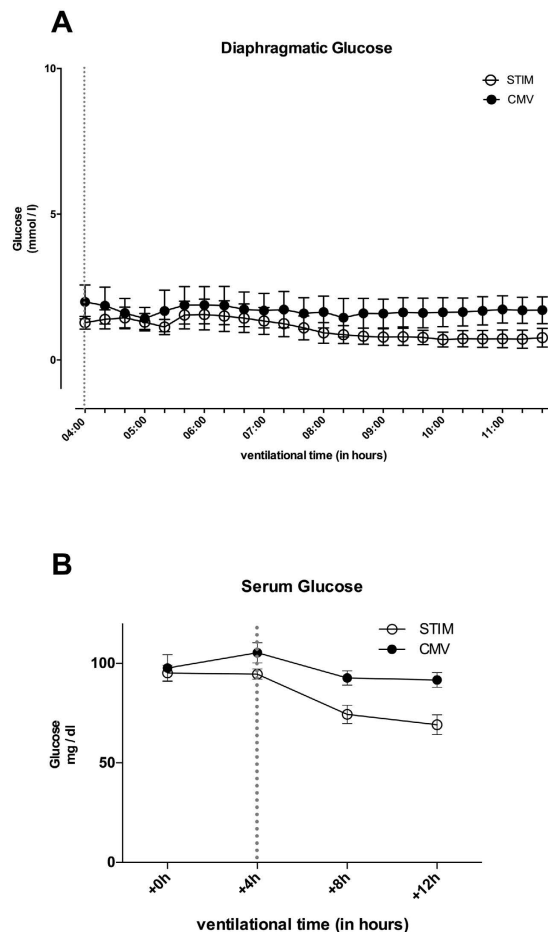 A
Diaphragmatic Glucose
10
STIM
CMV
5
0
Glucose
(mmol / l)
04:00
05:00
06:00
07:00
08:00
09:00
10:00
11:00
ventilational time (in hours)
B
Serum Glucose
STIM
CMV
100
50
0
Glucose
mg / dl
+0h
+4h
+8h
+12h
ventilational time (in hours)